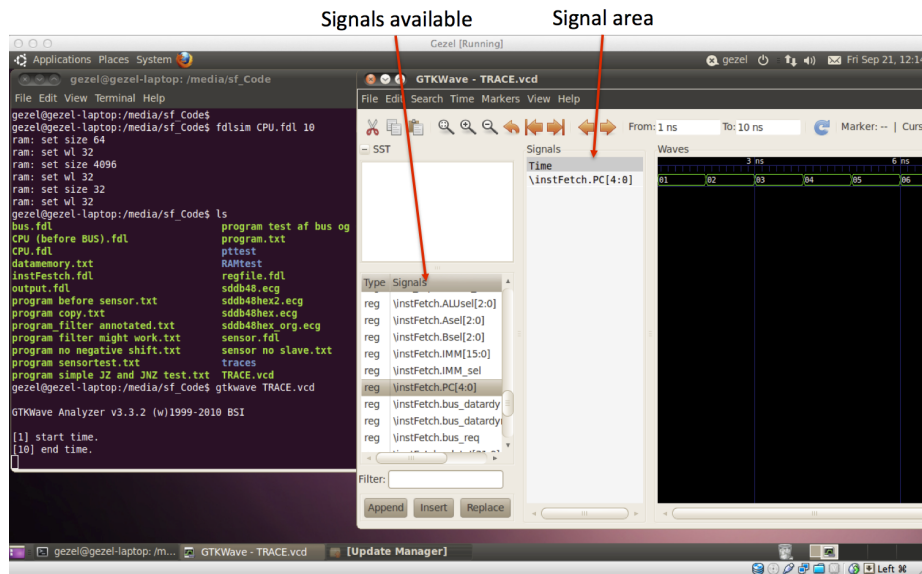 Signals available
Signal area
Gezel [Running]
Applications Places System
gezel
Fri Sep 21, 12:14
gezel@gezel-laptop: /media/sf_Code
File Edit View Terminal Help
gezel@gezel-laptop:/media/sf_Code$
gezel@gezel-laptop:/media/sf_Code$ fdlsim CPU.fdl 10
ram: set size 64
ram: set wl 32
ram: set size 4096
ram: set wl 32
ram: set size 32
ram: set wl 32
gezel@gezel-laptop:/media/sf_Code$ ls
bus.fdl program test af bus og
CPU (before BUS).fdl program.txt
CPU.fdl pttest
datamemory.txt RAMtest
instFestch.fdl regfile.fdl
output.fdl sddb48.ecg
program before sensor.txt sddb48hex2.ecg
program copy.txt sddb48hex.ecg
program_filter annotated.txt sddb48hex_org.ecg
program filter might work.txt sensor.fdl
program no negative shift.txt sensor no slave.txt
program sensortest.txt traces
program simple JZ and JNZ test.txt TRACE.vcd
gezel@gezel-laptop:/media/sf_Code$ gtkwave TRACE.vcd
GTKWave Analyzer v3.3.2 (w)1999-2010 BSI
[1] start time.
[10] end time.
GTKWave - TRACE.vcd
File Edit Search Time Markers View Help
From: 1 ns To: 10 ns Marker: -- | Curs
SST
Type Signals
reg \instFetch.ALUsel[2:0]
reg \instFetch.Asel[2:0]
reg \instFetch.Bsel[2:0]
reg \instFetch.IMM[15:0]
reg \instFetch.IMM_sel
reg \instFetch.PC[4:0]
reg \instFetch.bus_datardy
reg \instFetch.bus_datardy
reg \instFetch.bus_req
Filter:
Append Insert Replace
Signals
Time
\instFetch.PC[4:0]
Waves
3 ns 6 ns
01 02 03 04 05 06
gezel@gezel-laptop: /m... GTKWave - TRACE.vcd [Update Manager]
Left ⌘